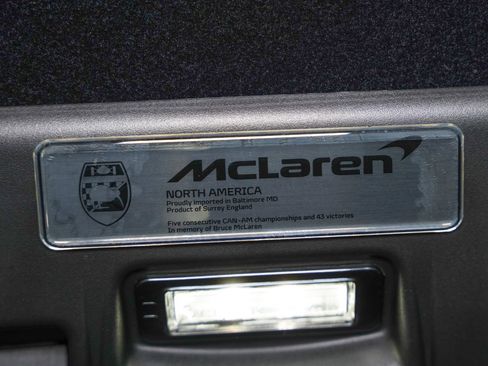 McLaren
NORTH AMERICA
Proudly imported in Baltimore MD
Product of Surrey England
Five consecutive CAN-AM championships and 43 victories
In memory of Bruce McLaren